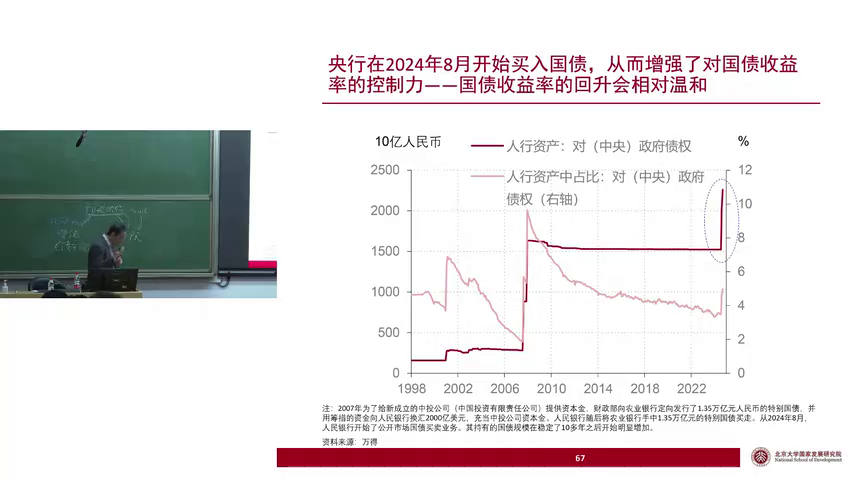 央行在2024年8月开始买入国债，从而增强了对国债收益
率的控制力——国债收益率的回升会相对温和
10亿人民币
%
人行资产：对（中央）政府债权
人行资产中占比：对（中央）政府
债权（右轴）
2500
2000
1500
1000
500
0
12
10
8
6
4
2
0
1998
2002
2006
2010
2014
2018
2022
注：2007年为了给新成立的中投公司（中国投资有限责任公司）提供资本金，财政部向农业银行定向发行了1.35万亿元人民币的特别国债，并
用筹措的资金向人民银行换汇2000亿美元，充当中投公司资本金。人民银行随后将农业银行手中1.35万亿元的特别国债买走。从2024年8月，
人民银行开始了公开市场国债买卖业务。其持有的国债规模在稳定了10多年之后开始明显增加。
资料来源：万得
67
北京大学国家发展研究院
National School of Development